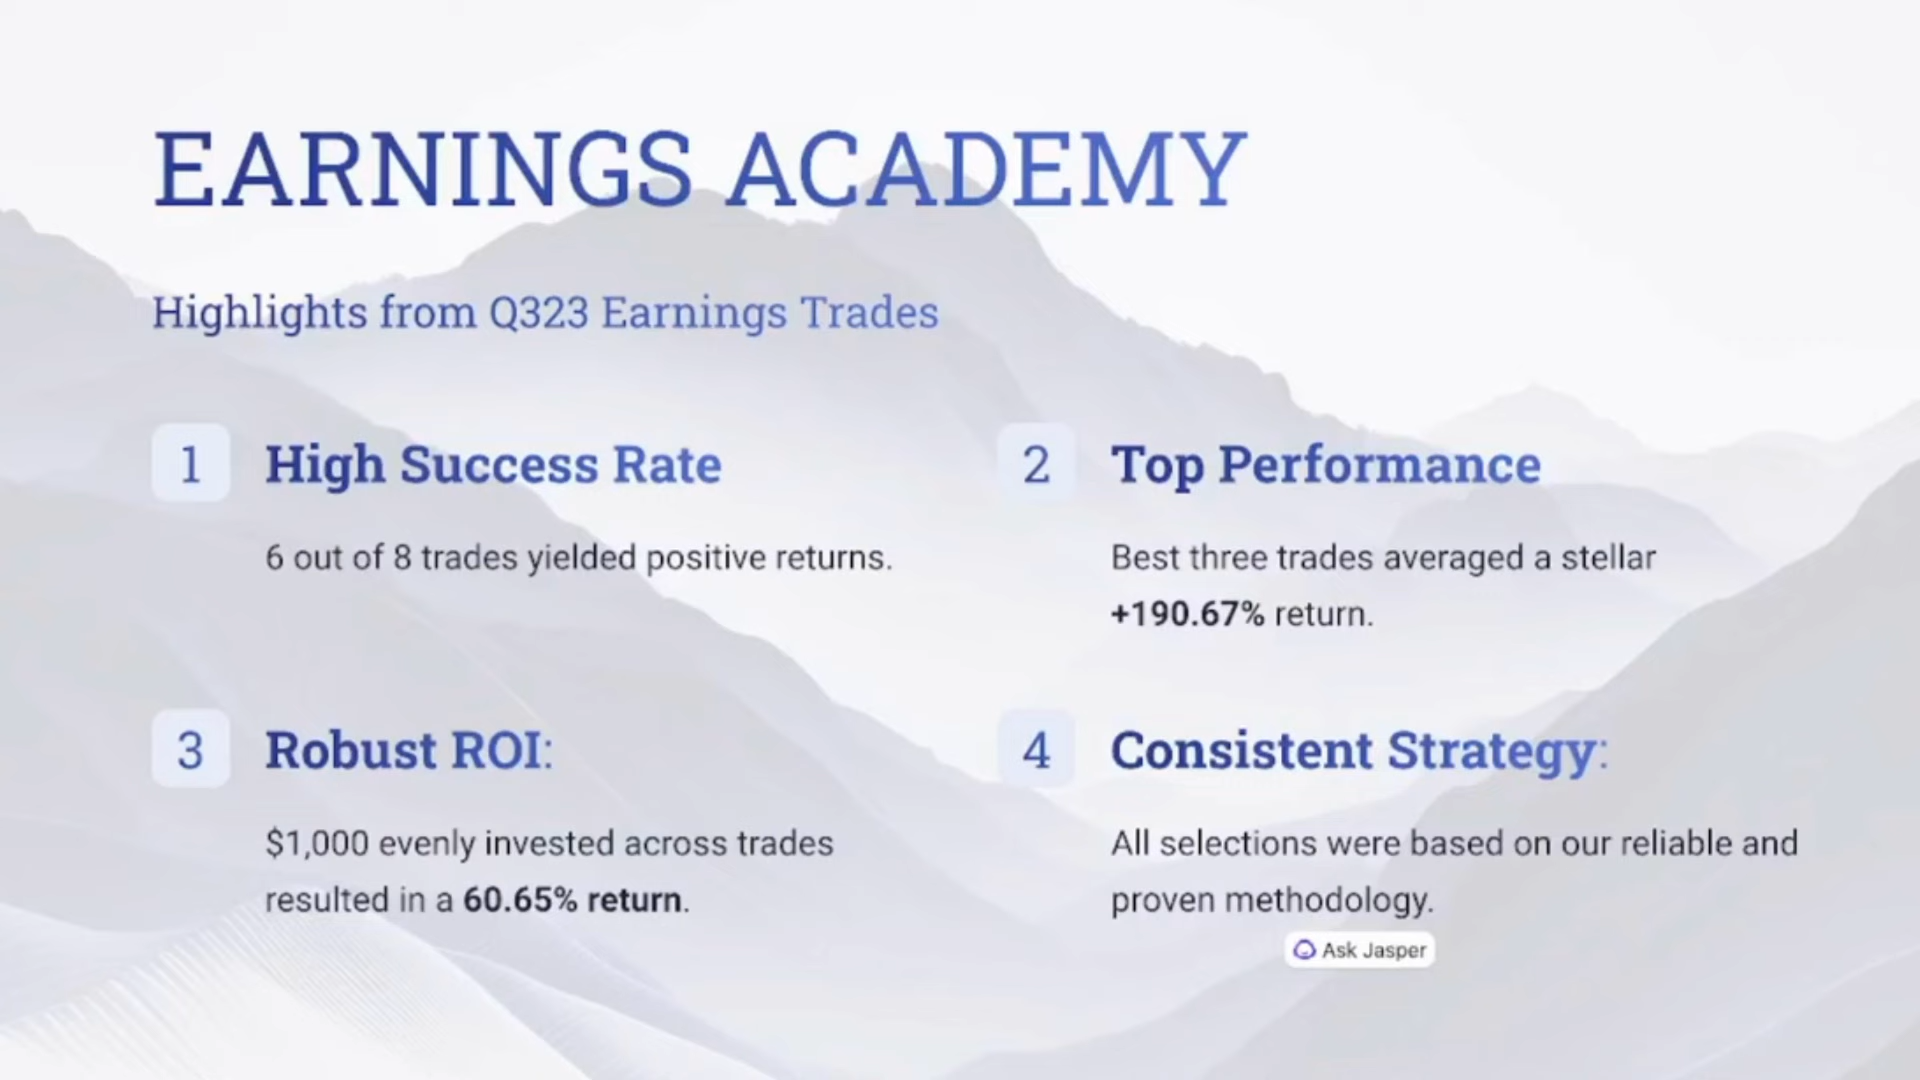 EARNINGS ACADEMY
Highlights from Q323 Earnings Trades
1 High Success Rate
6 out of 8 trades yielded positive returns.
2 Top Performance
Best three trades averaged a stellar
+190.67% return.
3 Robust ROI:
$1,000 evenly invested across trades
resulted in a 60.65% return.
4 Consistent Strategy:
All selections were based on our reliable and
proven methodology.
Ask Jasper